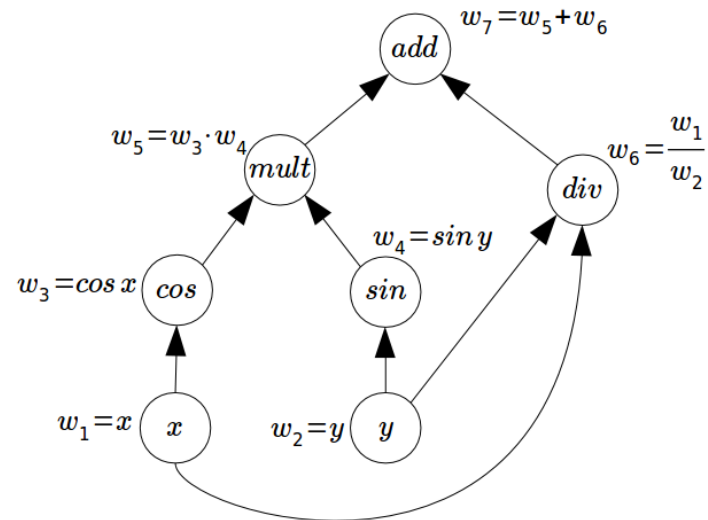 w₇=w₅+w₆
add
w₅=w₃·w₄
mult
w₆=w₁/w₂
div
w₄=sin y
w₃=cos x
cos
sin
w₁=x
x
w₂=y
y